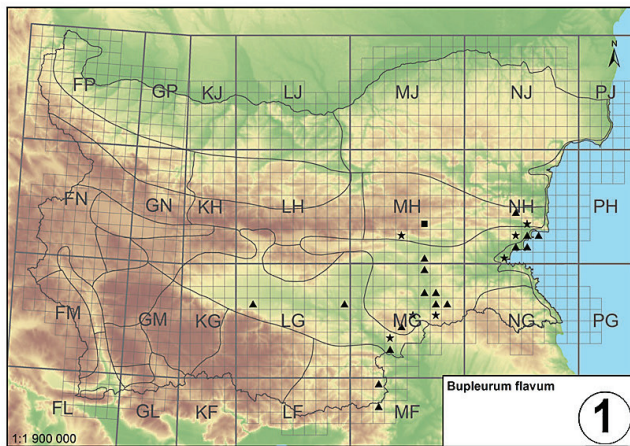 N
FP GP KJ LJ MJ NJ PJ
FN GN KH LH MH NH PH
FM GM KG LG MG NG PG
FL GL KF LF MF
Bupleurum flavum
1
1:1 900 000